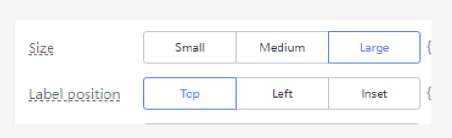 Size Small Medium Large {
Label position Top Left Inset {